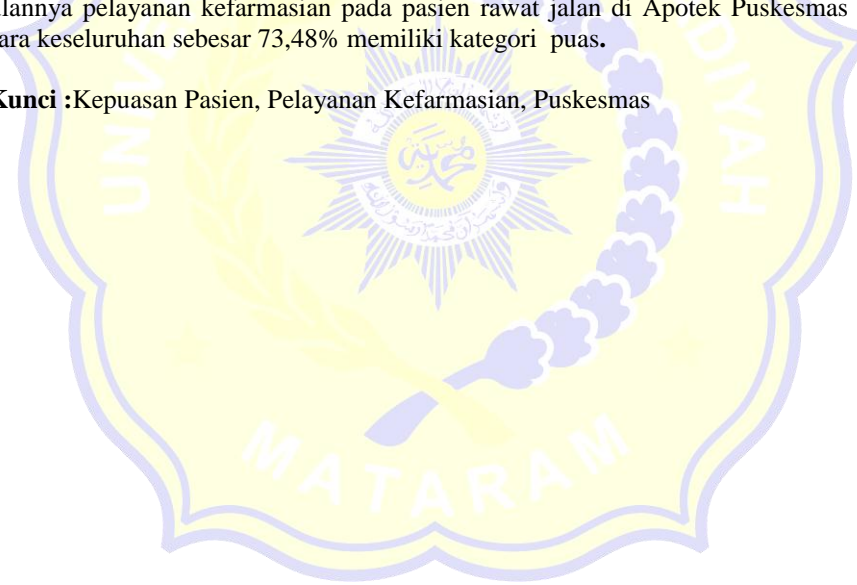 ulannya pelayanan kefarmasian pada pasien rawat jalan di Apotek Puskesmas
ara keseluruhan sebesar 73,48% memiliki kategori puas.
Kunci :Kepuasan Pasien, Pelayanan Kefarmasian, Puskesmas
MATARAM